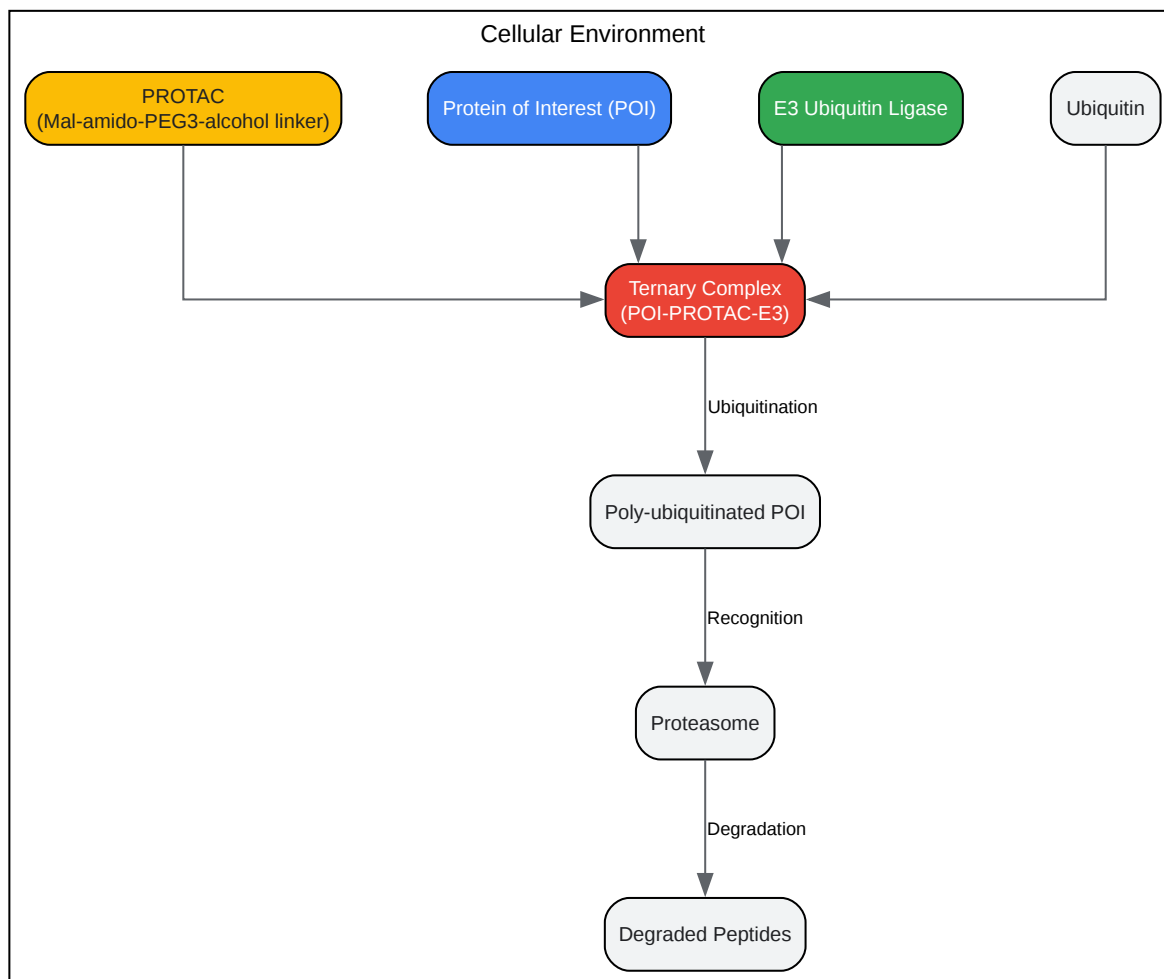 Cellular Environment
PROTAC
(Mal-amido-PEG3-alcohol linker)
Protein of Interest (POI)
E3 Ubiquitin Ligase
Ubiquitin
Ternary Complex
(POI-PROTAC-E3)
Ubiquitination
Poly-ubiquitinated POI
Recognition
Proteasome
Degradation
Degraded Peptides